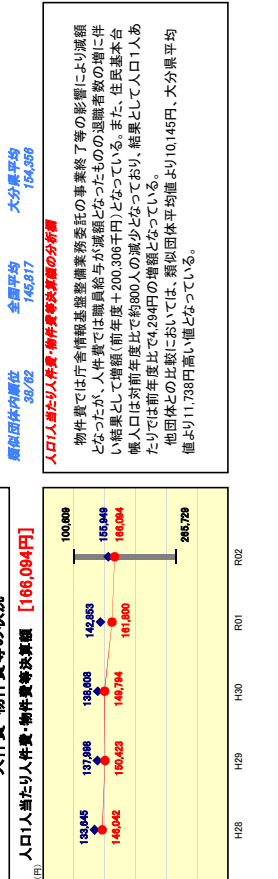 人件費・物件費等の状況
人口1人当たり人件費・物件費等決算額 [166,094円]
(円)
100,609
133,645
137,998
138,608
142,853
155,949
146,042
150,423
149,794
161,800
166,094
265,729
H28
H29
H30
R01
R02
類似団体内順位
38/62
全国平均
145,817
大分県平均
154,356
人口1人当たり人件費・物件費等決算額の分析欄
物件費では庁舎情報基盤整備業務委託の事業終了等の影響により減額
となったが、人件費では職員給与が減額となったものの退職者数の増に伴
い結果として増額(前年度+200,306千円)となっている。また、住民基本台
帳人口は対前年度比で約800人の減少となっており、結果として人口1人あ
たりでは前年度比で4,294円の増額となっている。
他団体との比較においては、類似団体平均値より10,145円、大分県平均
値より11,738円高い値となっている。